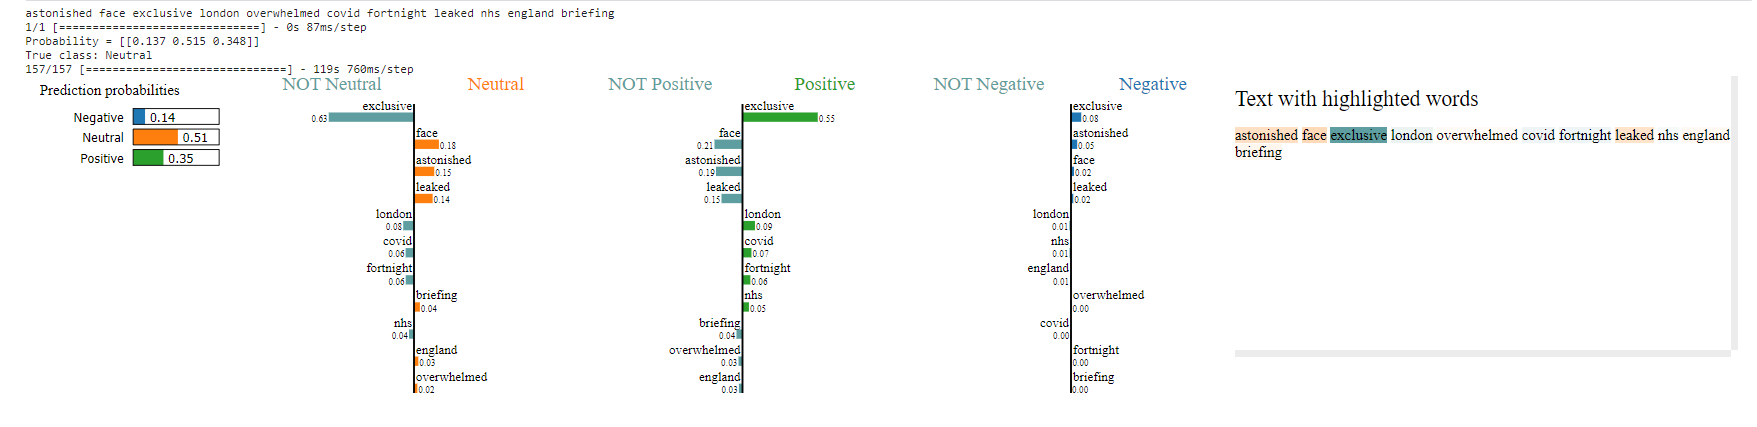 astonished face exclusive london overwhelmed covid fortnight leaked nhs england briefing
1/1 [==============================] - 0s 87ms/step
Probability = [[0.137 0.515 0.348]]
True class: Neutral
157/157 [==============================] - 119s 760ms/step
Prediction probabilities
Negative 0.14
Neutral 0.51
Positive 0.35
NOT Neutral Neutral
exclusive
0.63
face
0.18
astonished
0.15
leaked
0.14
london
0.08
covid
0.06
fortnight
0.06
briefing
0.04
nhs
0.04
england
0.03
overwhelmed
0.02
NOT Positive Positive
exclusive
0.55
face
0.21
astonished
0.19
leaked
0.15
london
0.09
covid
0.07
fortnight
0.06
nhs
0.05
briefing
0.04
overwhelmed
0.03
england
0.03
NOT Negative Negative
exclusive
0.08
astonished
0.05
face
0.02
leaked
0.02
london
0.01
nhs
0.01
england
0.01
overwhelmed
0.00
covid
0.00
fortnight
0.00
briefing
0.00
Text with highlighted words
astonished face exclusive london overwhelmed covid fortnight leaked nhs england
briefing